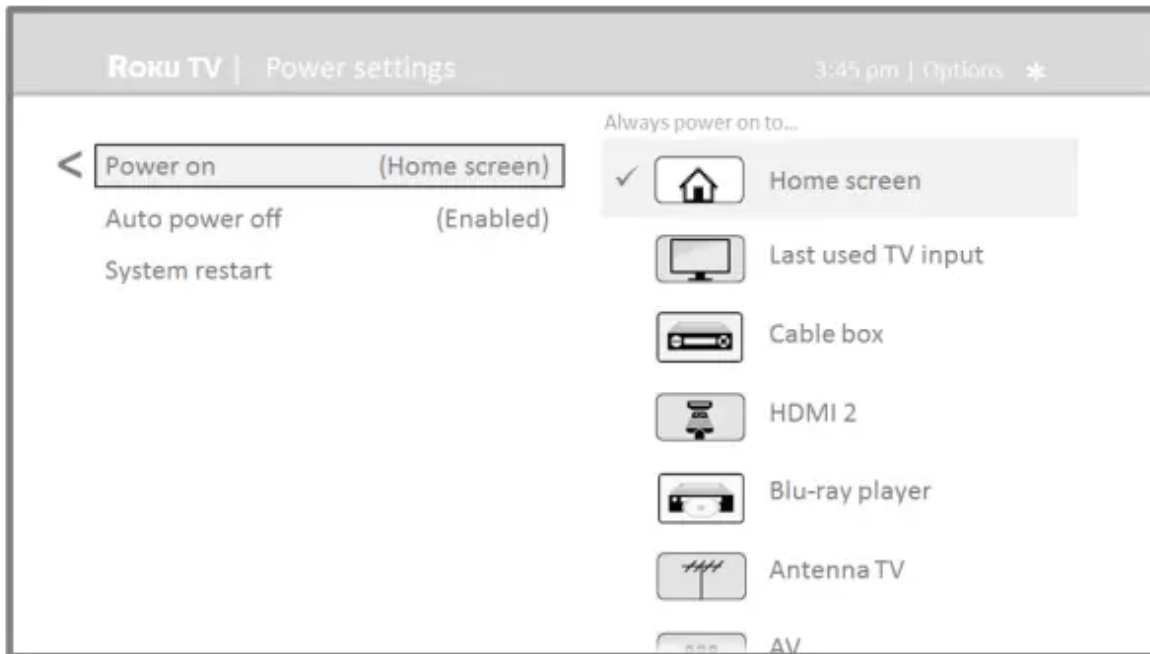 Roku TV | Power settings
3:45 pm | Options *
Always power on to...
< Power on (Home screen)
Auto power off (Enabled)
System restart
✓ Home screen
Last used TV input
Cable box
HDMI 2
Blu-ray player
Antenna TV
AV